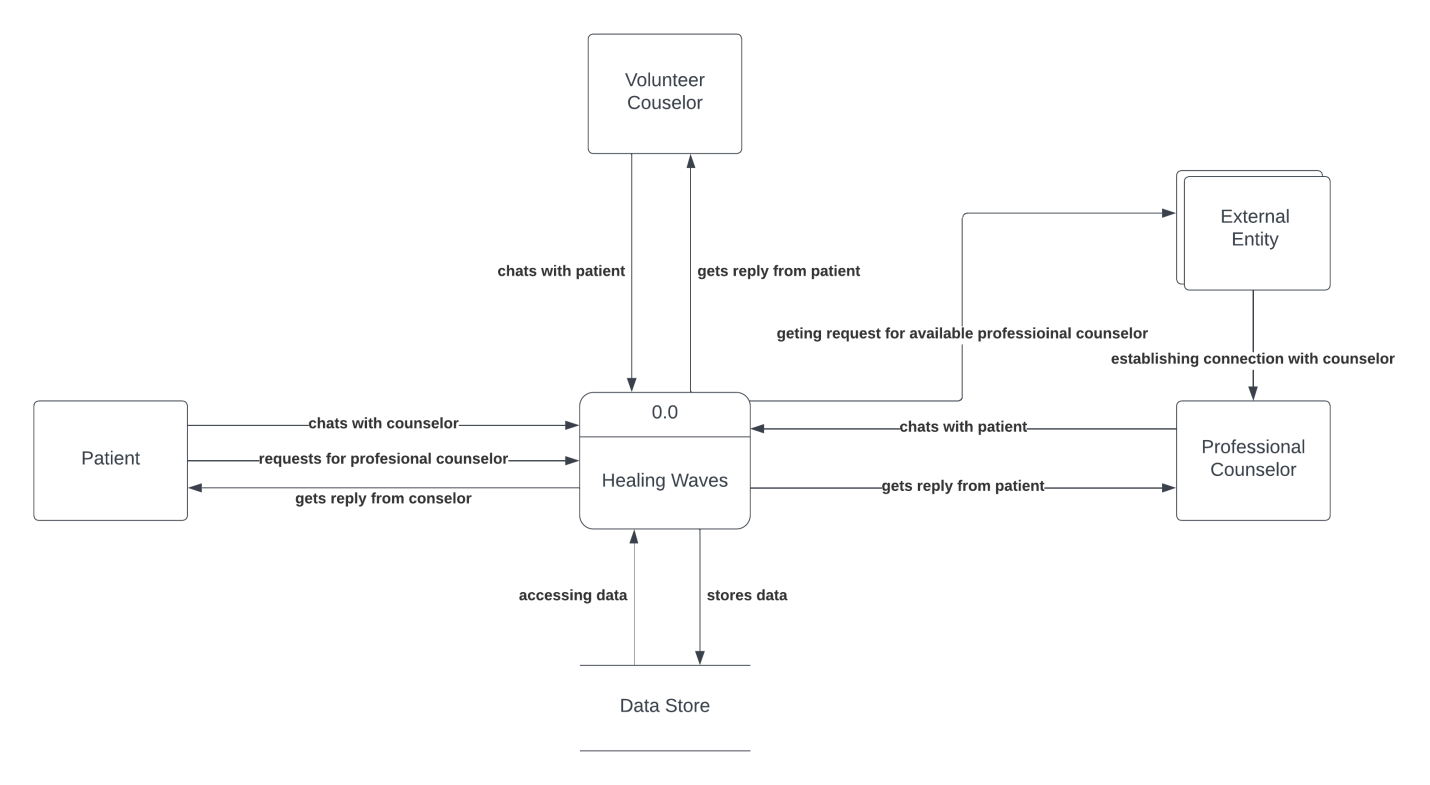 Volunteer
Couselor
External
Entity
chats with patient
gets reply from patient
geting request for available professioinal counselor
establishing connection with counselor
0.0
chats with counselor
chats with patient
Patient
requests for profesional counselor
Professional
Counselor
Healing Waves
gets reply from patient
gets reply from conselor
accessing data
stores data
Data Store